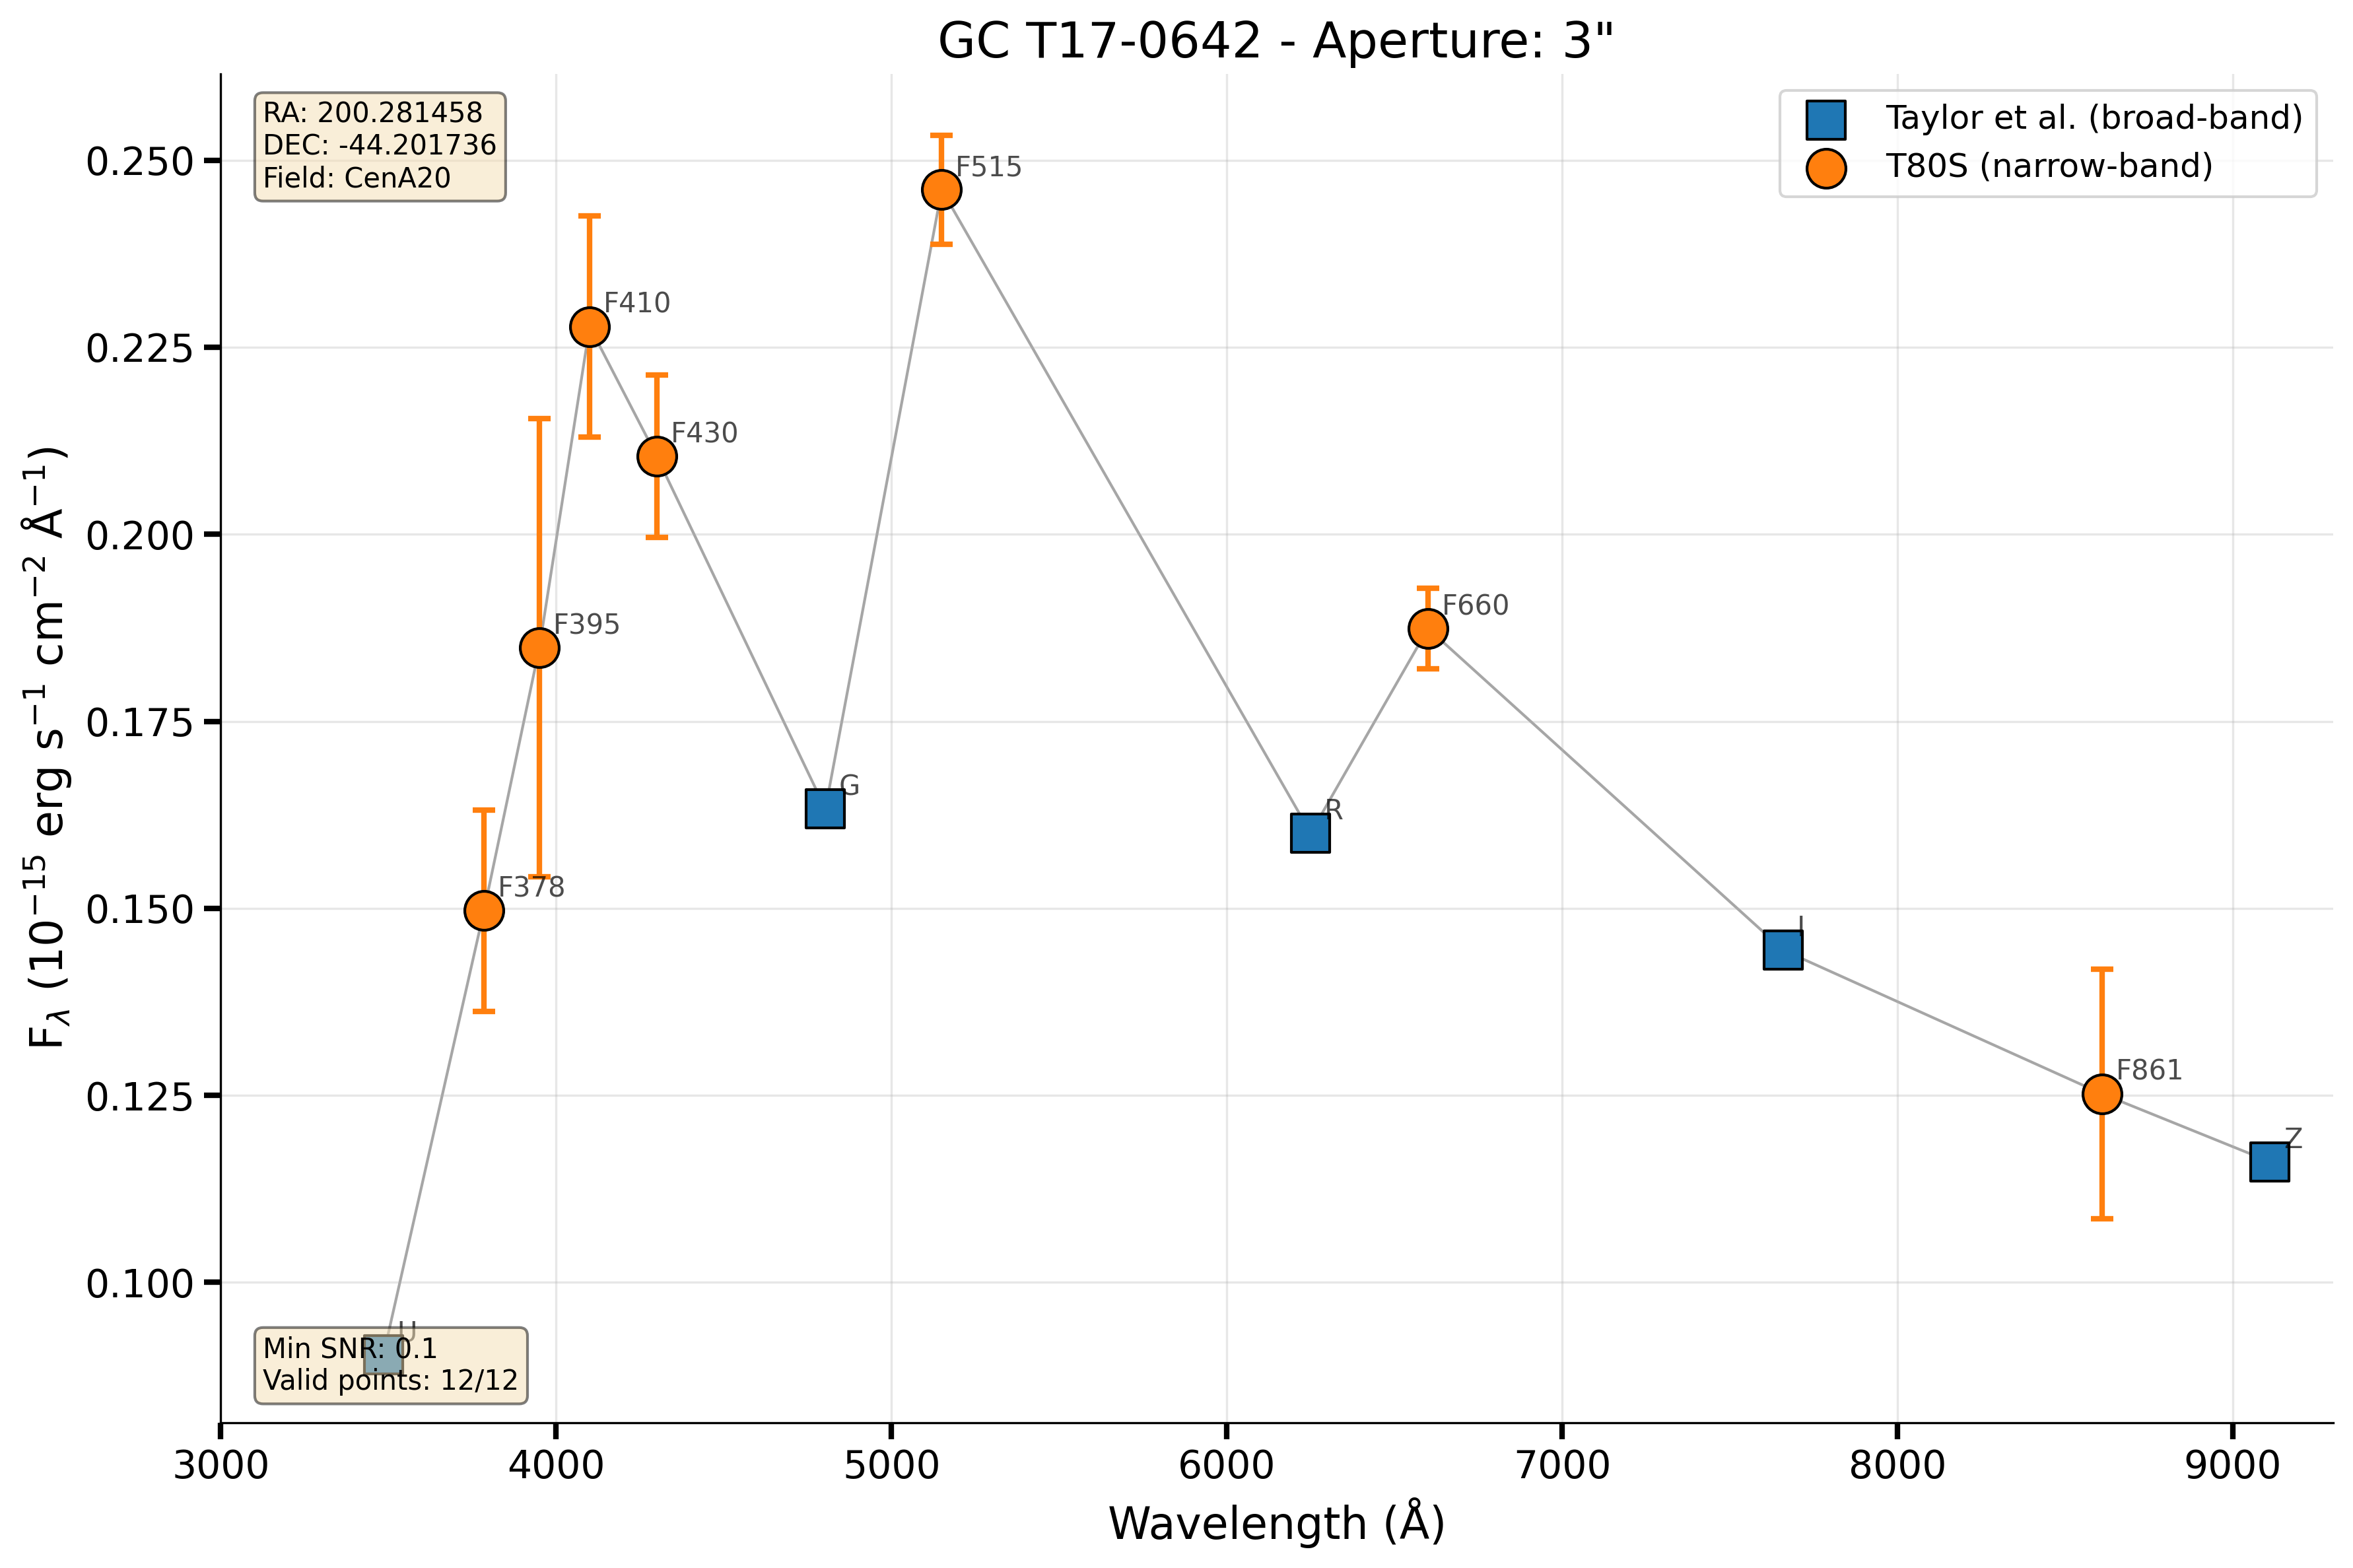 GC T17-0642 - Aperture: 3"
RA: 200.281458
DEC: -44.201736
Field: CenA20
Taylor et al. (broad-band)
T80S (narrow-band)
F515
F410
F430
F395
F378
G
R
F660
I
F861
Z
U
Min SNR: 0.1
Valid points: 12/12
0.250
0.225
0.200
0.175
0.150
0.125
0.100
F_λ (10⁻¹⁵ erg s⁻¹ cm⁻² Å⁻¹)
3000 4000 5000 6000 7000 8000 9000
Wavelength (Å)